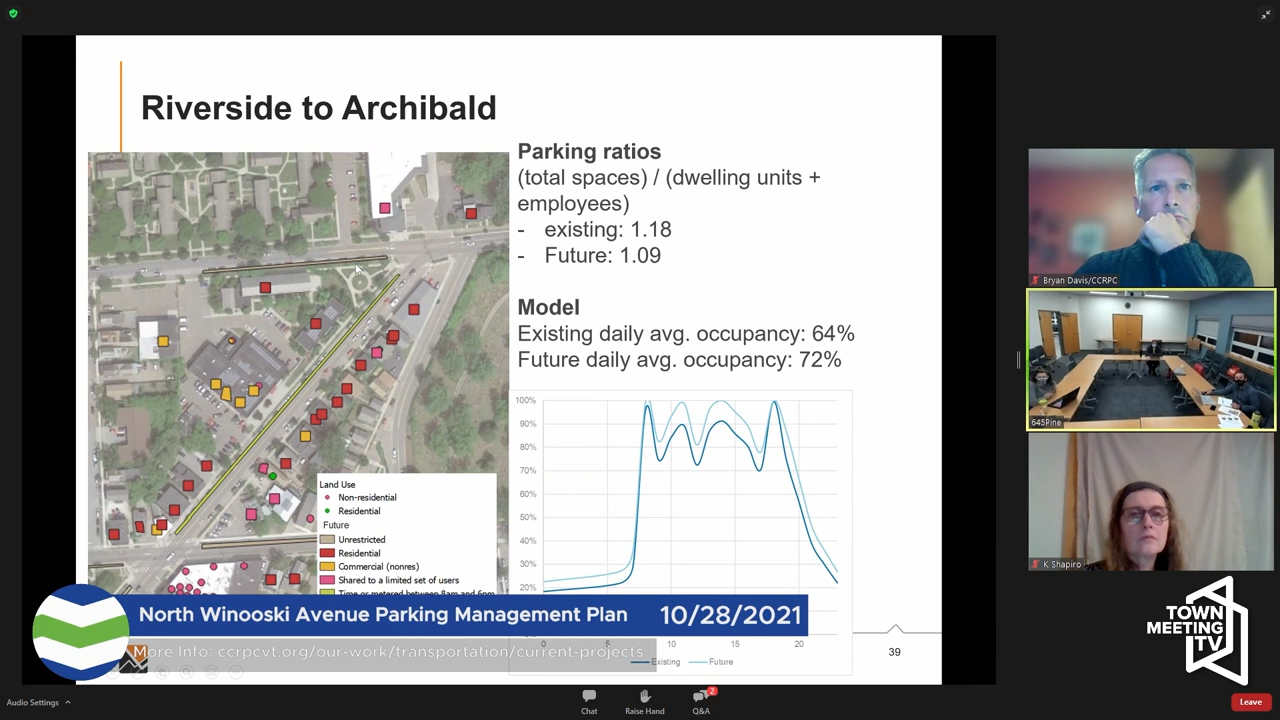 Riverside to Archibald
Parking ratios
(total spaces) / (dwelling units +
employees)
- existing: 1.18
- Future: 1.09
Model
Existing daily avg. occupancy: 64%
Future daily avg. occupancy: 72%
Land Use
Non-residential
Residential
Future
Unrestricted
Residential
Commercial (nonres)
Shared to a limited set of users
Time or metered between 8am and 6pm
100%
90%
80%
70%
60%
50%
40%
30%
20%
0
5
10
15
20
Existing
Future
39
North Winooski Avenue Parking Management Plan 10/28/2021
More Info: ccrpcvt.org/our-work/transportation/current-projects
Bryan Davis/CCRPC
645Pine
K Shapiro
TOWN
MEETING
TV
Audio Settings
Chat
Raise Hand
Q&A
2
Leave